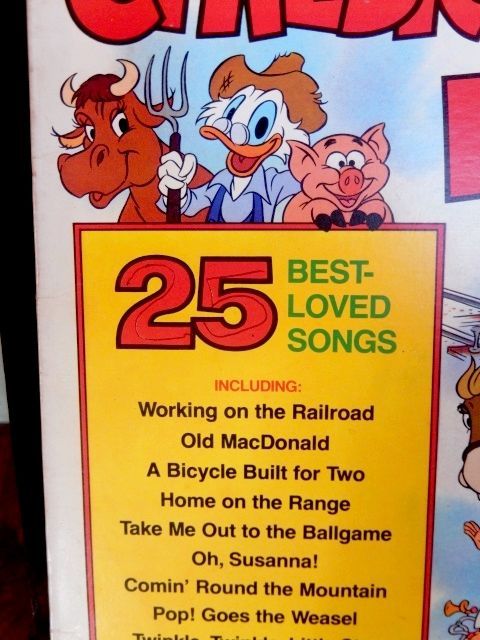 25 BEST-
LOVED
SONGS
INCLUDING:
Working on the Railroad
Old MacDonald
A Bicycle Built for Two
Home on the Range
Take Me Out to the Ballgame
Oh, Susanna!
Comin' Round the Mountain
Pop! Goes the Weasel